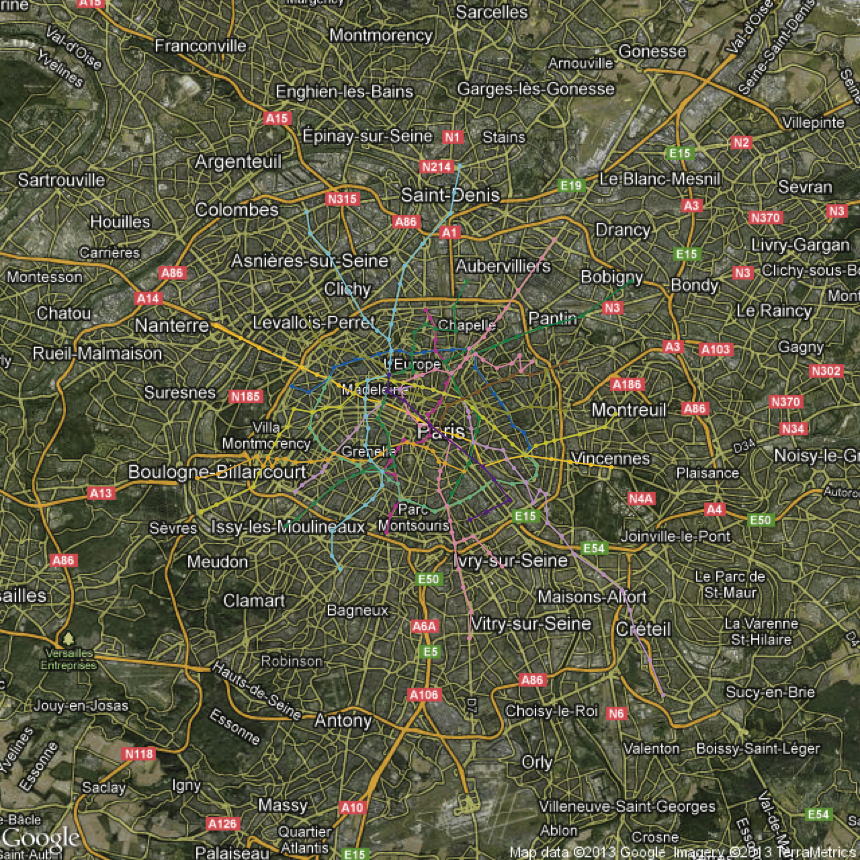 A15
Sarcelles
Montmorency
Franconville
Val-d'Oise
Yvelines
Gonesse
Arnouville
Val-d'Oise
Seine-Saint-Denis
A15
Enghien-les-Bains
Garges-lès-Gonesse
Épinay-sur-Seine
N1
Stains
Villepinte
N2
E15
Argenteuil
N214
Sartrouville
Saint-Denis
E19
Le Blanc-Mesnil
Sevran
Colombes
N315
A86
A1
A3
N370
N3
Houilles
Drancy
Livry-Gargan
Carrières
Asnières-sur-Seine
Aubervilliers
E15
Montesson
A86
Bobigny
Bondy
N3
Clichy-sous-B
Clichy
A14
Chatou
Nanterre
Levallois-Perret
Chapelle
Pantin
N3
Le Raincy
Rueil-Malmaison
L'Europe
A3
A103
Gagny
N302
Suresnes
N185
Madeleine
A186
A86
N370
Montreuil
N34
Villa
Montmorency
Paris
D34
Grenelle
Vincennes
Noisy-le-Gr
Boulogne-Billancourt
Plaisance
A13
N4A
A4
E50
Sèvres
Issy-les-Moulineaux
Parc
Montsouris
E15
Joinville-le-Pont
E54
A86
Meudon
Ivry-sur-Seine
E50
Le Parc de
St-Maur
Clamart
Bagneux
Maisons-Alfort
A6A
Vitry-sur-Seine
Créteil
La Varenne
St-Hilaire
E5
Versailles
Entreprises
Robinson
Hauts-de-Seine
A106
A86
Sucy-en-Brie
Jouy-en-Josas
D7
Choisy-le-Roi
N6
Essonne
Antony
Yvelines
Essonne
N118
Valenton
Boissy-Saint-Léger
Orly
Saclay
Igny
Massy
A10
Villeneuve-Saint-Georges
E54
A126
Quartier
Atlantis
Ablon
Crosne
Google
Palaiseau
E15
Map data ©2013 Google Imagery ©2013 TerraMetrics